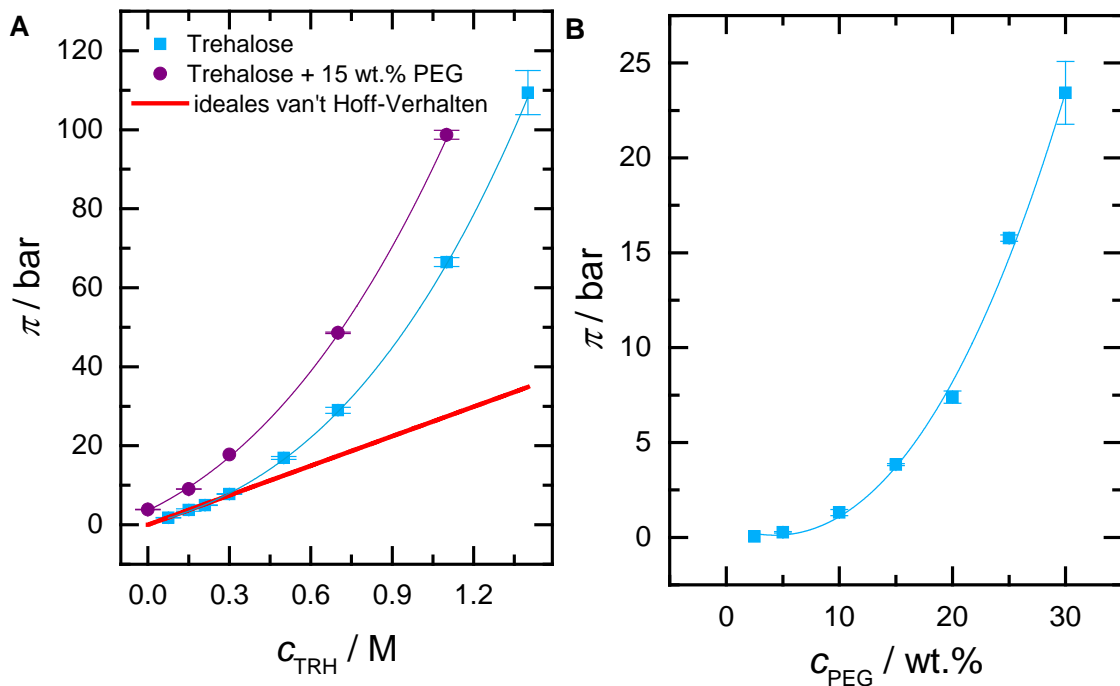 A
Trehalose
Trehalose + 15 wt.% PEG
ideales van't Hoff-Verhalten
120
100
80
60
40
20
0
π / bar
0.0 0.3 0.6 0.9 1.2
cTRH / M
B
25
20
15
10
5
0
π / bar
0 10 20 30
cPEG / wt.%